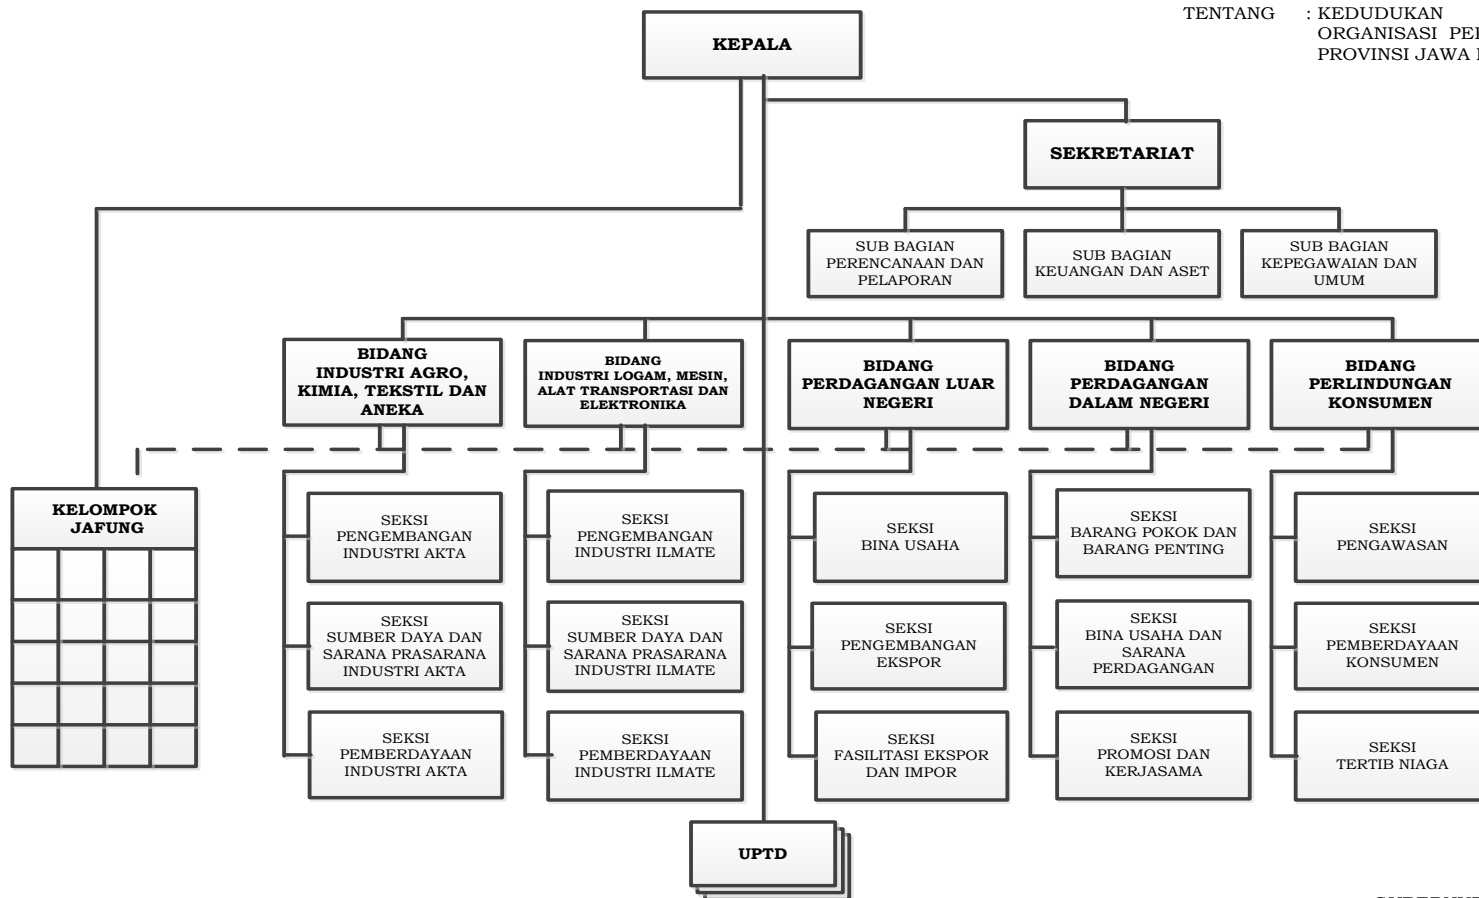 TENTANG : KEDUDUKAN
ORGANISASI
PROVINSI JAWA
KEPALA
SEKRETARIAT
SUB BAGIAN
PERENCANAAN DAN
PELAPORAN
SUB BAGIAN
KEUANGAN DAN ASET
SUB BAGIAN
KEPEGAWAIAN DAN
UMUM
BIDANG
INDUSTRI AGRO,
KIMIA, TEKSTIL DAN
ANEKA
BIDANG
INDUSTRI LOGAM, MESIN,
ALAT TRANSPORTASI DAN
ELEKTRONIKA
BIDANG
PERDAGANGAN LUAR
NEGERI
BIDANG
PERDAGANGAN
DALAM NEGERI
BIDANG
PERLINDUNGAN
KONSUMEN
KELOMPOK
JAFUNG
SEKSI
PENGEMBANGAN
INDUSTRI AKTA
SEKSI
PENGEMBANGAN
INDUSTRI ILMATE
SEKSI
BINA USAHA
SEKSI
BARANG POKOK DAN
BARANG PENTING
SEKSI
PENGAWASAN
SEKSI
SUMBER DAYA DAN
SARANA PRASARANA
INDUSTRI AKTA
SEKSI
SUMBER DAYA DAN
SARANA PRASARANA
INDUSTRI ILMATE
SEKSI
PENGEMBANGAN
EKSPOR
SEKSI
BINA USAHA DAN
SARANA
PERDAGANGAN
SEKSI
PEMBERDAYAAN
KONSUMEN
SEKSI
PEMBERDAYAAN
INDUSTRI AKTA
SEKSI
PEMBERDAYAAN
INDUSTRI ILMATE
SEKSI
FASILITASI EKSPOR
DAN IMPOR
SEKSI
PROMOSI DAN
KERJASAMA
SEKSI
TERTIB NIAGA
UPTD